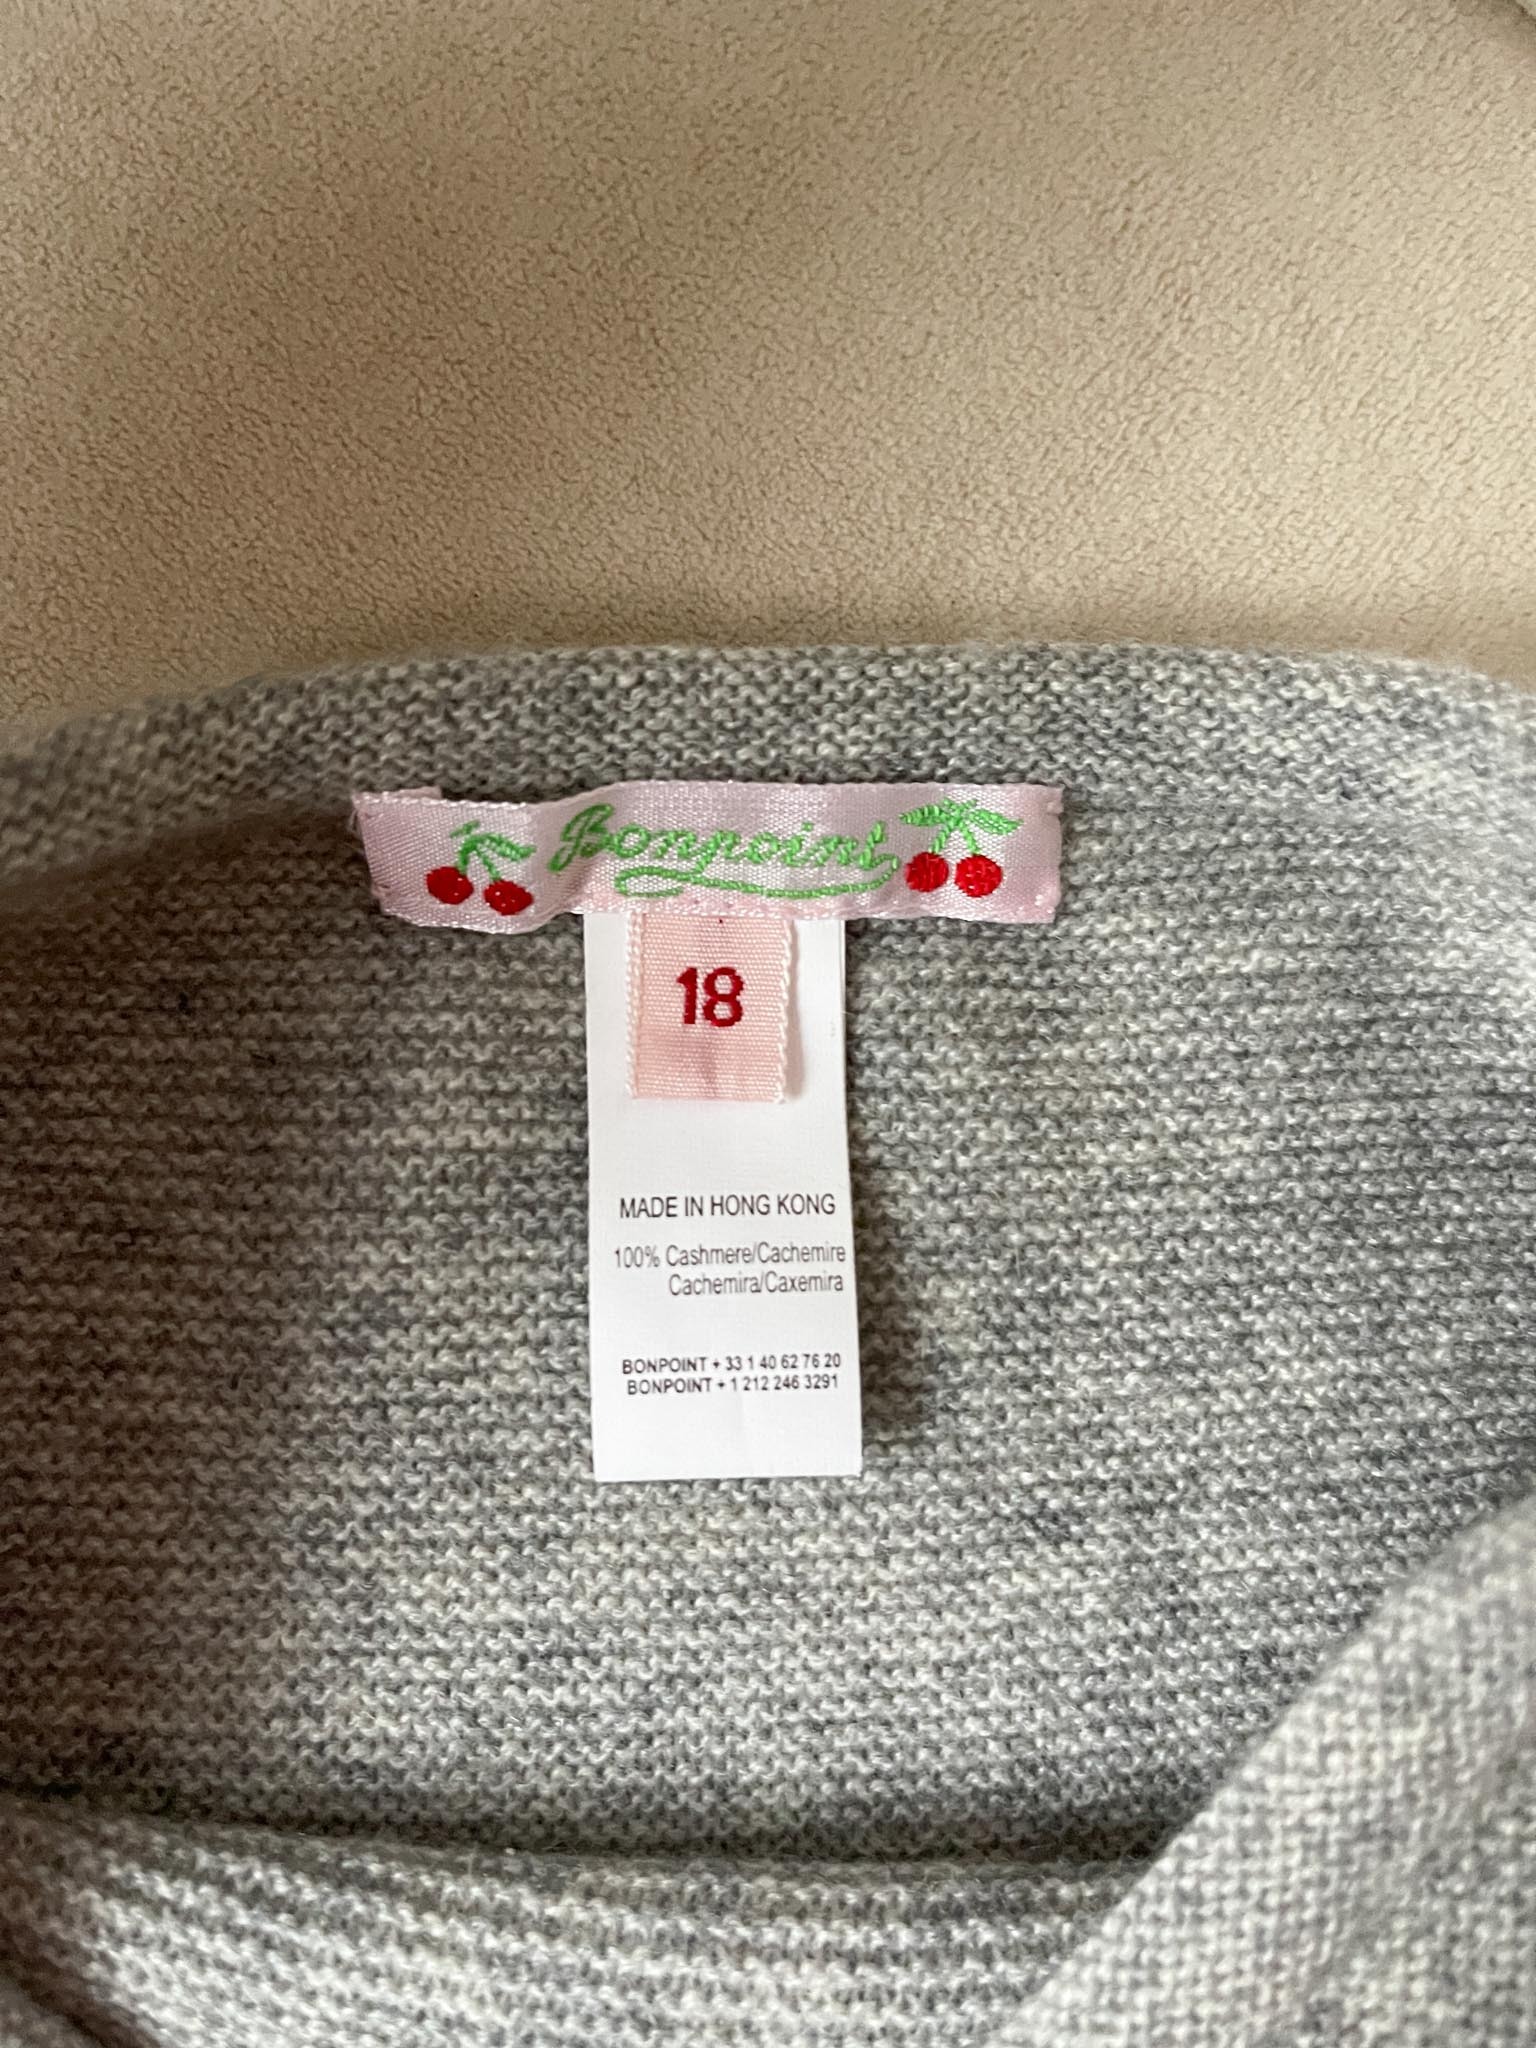 Bonpoint
18
MADE IN HONG KONG
100% Cashmere/Cachemire
Cachemira/Caxemira
BONPOINT + 33 1 40 62 76 20
BONPOINT + 1 212 246 3291